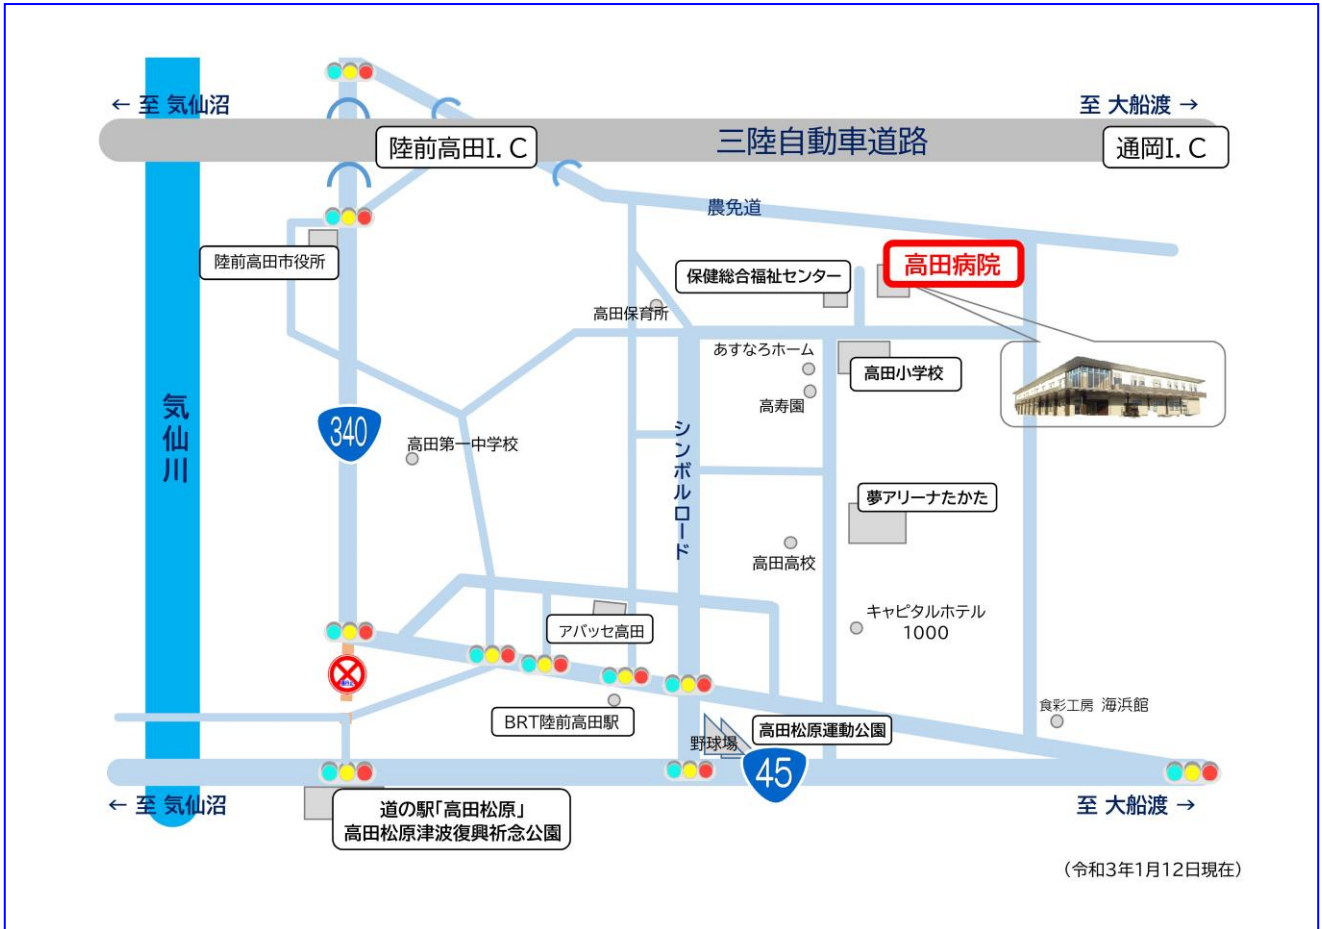 ← 至 気仙沼
至 大船渡 →
陸前高田I.C
三陸自動車道路
通岡I.C
農免道
陸前高田市役所
保健総合福祉センター
高田病院
高田保育所
あすなろホーム
高田小学校
高寿園
気仙川
340
高田第一中学校
シンボルロード
夢アリーナたかた
高田高校
キャピタルホテル
1000
アバッセ高田
BRT陸前高田駅
食彩工房 海浜館
高田松原運動公園
野球場
45
← 至 気仙沼
至 大船渡 →
道の駅「高田松原」
高田松原津波復興祈念公園
（令和3年1月12日現在）